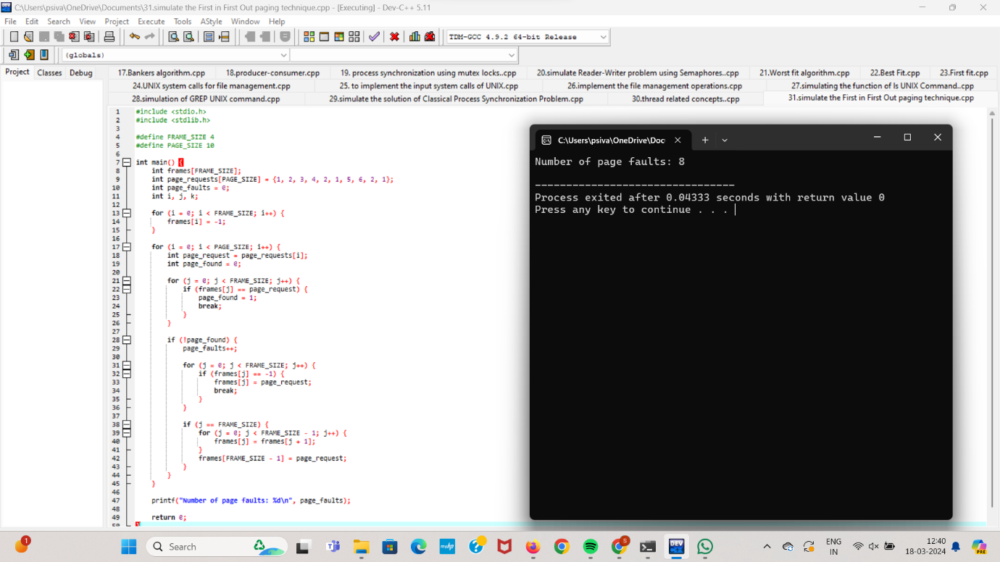 C:\Users\psiva\OneDrive\Documents\31.simulate the First in First Out paging technique.cpp - [Executing] - Dev-C++ 5.11
File Edit Search View Project Execute Tools AStyle Window Help
TDM-GCC 4.9.2 64-bit Release
(globals)
Project Classes Debug
17.Bankers algorithm.cpp 18.producer-consumer.cpp 19. process synchronization using mutex locks..cpp 20.simulate Reader-Writer problem using Semaphores..cpp 21.Worst fit algorithm.cpp 22.Best Fit.cpp 23.First fit.cpp
24.UNIX system calls for file management.cpp 25. to implement the input system calls of UNIX.cpp 26.implement the file management operations.cpp 27.simulating the function of ls UNIX Command..cpp
28.simulation of GREP UNIX command.cpp 29.simulate the solution of Classical Process Synchronization Problem.cpp 30.thread related concepts..cpp 31.simulate the First in First Out paging technique.cpp
1 #include <stdio.h>
2 #include <stdlib.h>
3
4 #define FRAME_SIZE 4
5 #define PAGE_SIZE 10
6
7 int main() {
8 int frames[FRAME_SIZE];
9 int page_requests[PAGE_SIZE] = {1, 2, 3, 4, 2, 1, 5, 6, 2, 1};
10 int page_faults = 0;
11 int i, j, k;
12
13 for (i = 0; i < FRAME_SIZE; i++) {
14 frames[i] = -1;
15 }
16
17 for (i = 0; i < PAGE_SIZE; i++) {
18 int page_request = page_requests[i];
19 int page_found = 0;
20
21 for (j = 0; j < FRAME_SIZE; j++) {
22 if (frames[j] == page_request) {
23 page_found = 1;
24 break;
25 }
26 }
27
28 if (!page_found) {
29 page_faults++;
30
31 for (j = 0; j < FRAME_SIZE; j++) {
32 if (frames[j] == -1) {
33 frames[j] = page_request;
34 break;
35 }
36 }
37
38 if (j == FRAME_SIZE) {
39 for (j = 0; j < FRAME_SIZE - 1; j++) {
40 frames[j] = frames[j + 1];
41 }
42 frames[FRAME_SIZE - 1] = page_request;
43 }
44 }
45 }
46
47 printf("Number of page faults: %d\n", page_faults);
48
49 return 0;
50 }
C:\Users\psiva\OneDrive\Doc
Number of page faults: 8
--------------------------------
Process exited after 0.04333 seconds with return value 0
Press any key to continue . . .
1
Search
myhp
S
DEV
ENG
IN
12:40
18-03-2024
PRE